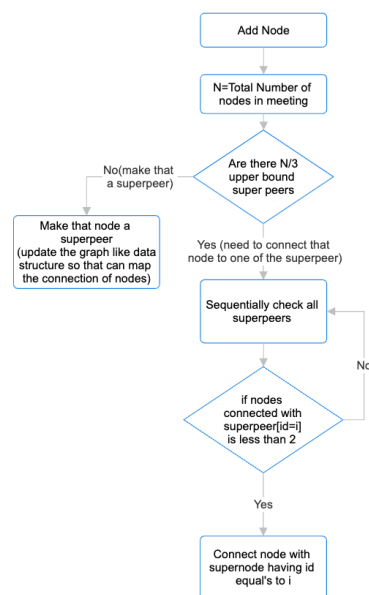 Add Node
N=Total Number of
nodes in meeting
Are there N/3
upper bound
super peers
No(make that
a superpeer)
Make that node a
superpeer
(update the graph like data
structure so that can map
the connection of nodes)
Yes (need to connect that
node to one of the superpeer)
Sequentially check all
superpeers
No
if nodes
connected with
superpeer[id=i]
is less than 2
Yes
Connect node with
supernode having id
equal's to i